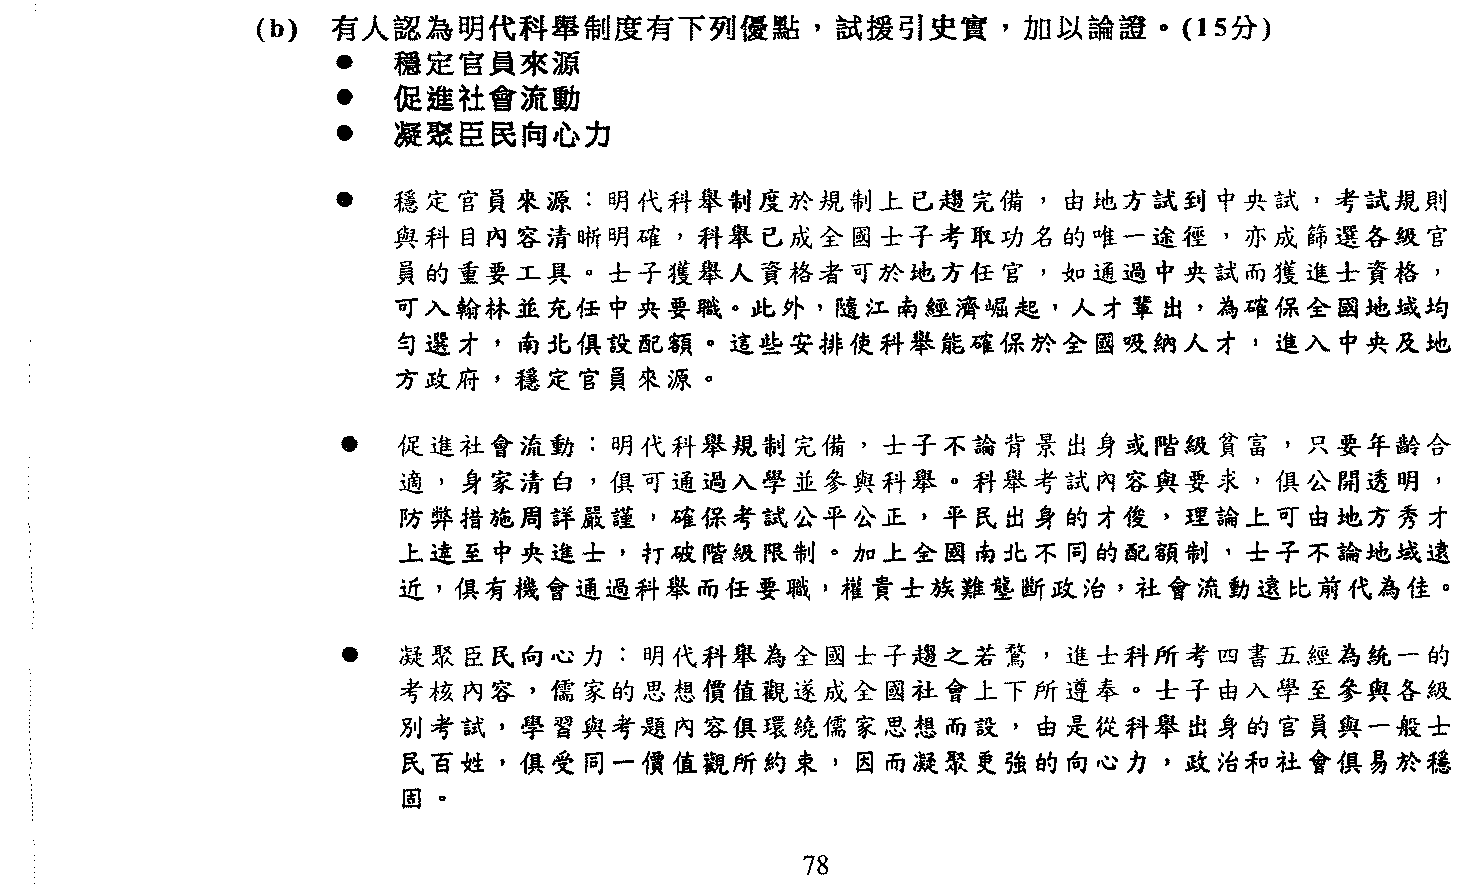 (b) 有人認為明代科舉制度有下列優點，試援引史實，加以論證。(15分)
● 穩定官員來源
● 促進社會流動
● 凝聚臣民向心力
● 穩定官員來源：明代科舉制度於規制上已趨完備，由地方試到中央試，考試規則
與科目內容清晰明確，科舉已成全國士子考取功名的唯一途徑，亦成篩選各級官
員的重要工具。士子獲舉人資格者可於地方任官，如通過中央試而獲進士資格，
可入翰林並充任中央要職。此外，隨江南經濟崛起，人才輩出，為確保全國地域均
勻選才，南北俱設配額。這些安排使科舉能確保於全國吸納人才，進入中央及地
方政府，穩定官員來源。
● 促進社會流動：明代科舉規制完備，士子不論背景出身或階級貧富，只要年齡合
適，身家清白，俱可通過入學並參與科舉。科舉考試內容與要求，俱公開透明，
防弊措施周詳嚴謹，確保考試公平公正，平民出身的才俊，理論上可由地方秀才
上達至中央進士，打破階級限制。加上全國南北不同的配額制，士子不論地域遠
近，俱有機會通過科舉而任要職，權貴士族難壟斷政治，社會流動遠比前代為佳。
● 凝聚臣民向心力：明代科舉為全國士子趨之若鶩，進士科所考四書五經為統一的
考核內容，儒家的思想價值觀遂成全國社會上下所遵奉。士子由入學至參與各級
別考試，學習與考題內容俱環繞儒家思想而設，由是從科舉出身的官員與一般士
民百姓，俱受同一價值觀所約束，因而凝聚更強的向心力，政治和社會俱易於穩
固。
78